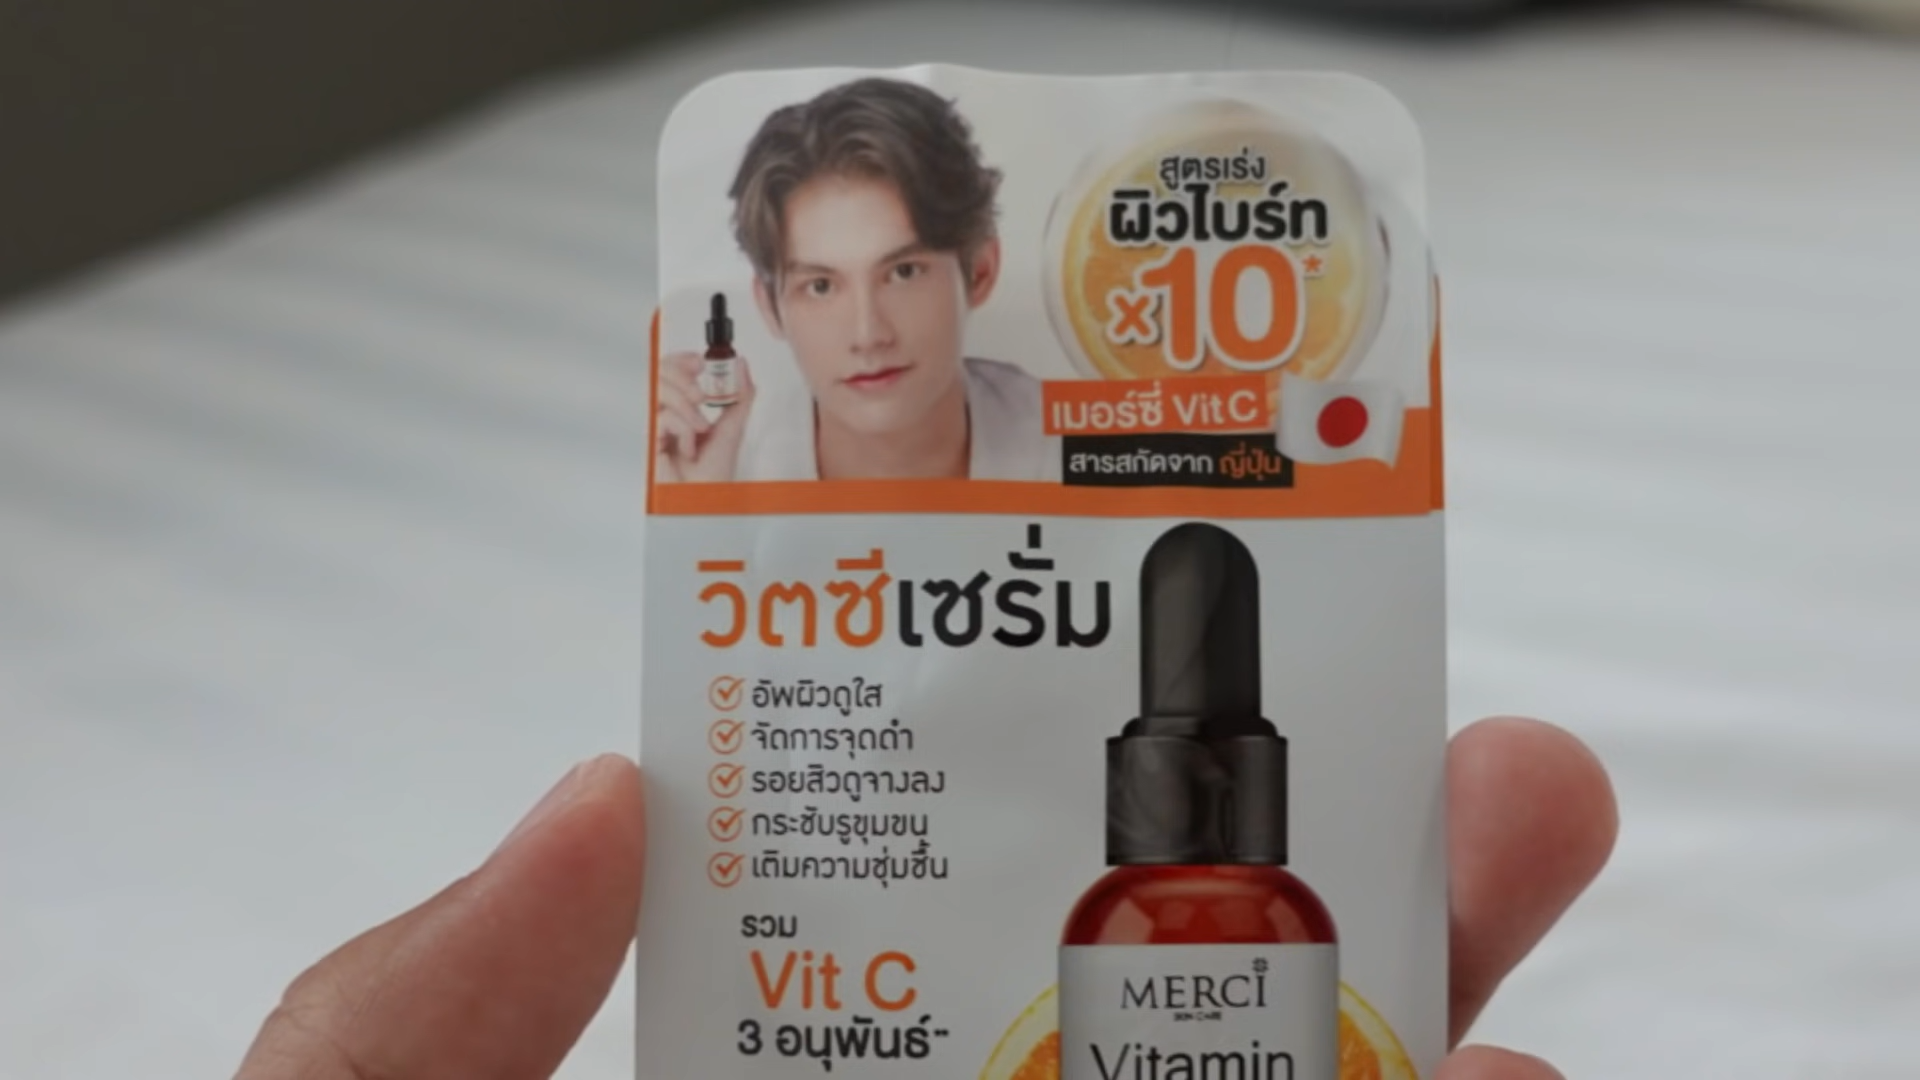 สูตรเร่ง
ผิวไบร์ท
x10*
เมอร์ซี่ Vit C
สารสกัดจาก ญี่ปุ่น
วิตซีเซรั่ม
อัพผิวดูใส
จัดการจุดด่ำ
รอยสิวดูจางลง
กระชับรูขุมขน
เติมความชุ่มชื้น
รวม
Vit C
3 อนุพันธ์**
MERCI
SKIN CARE
Vitamin